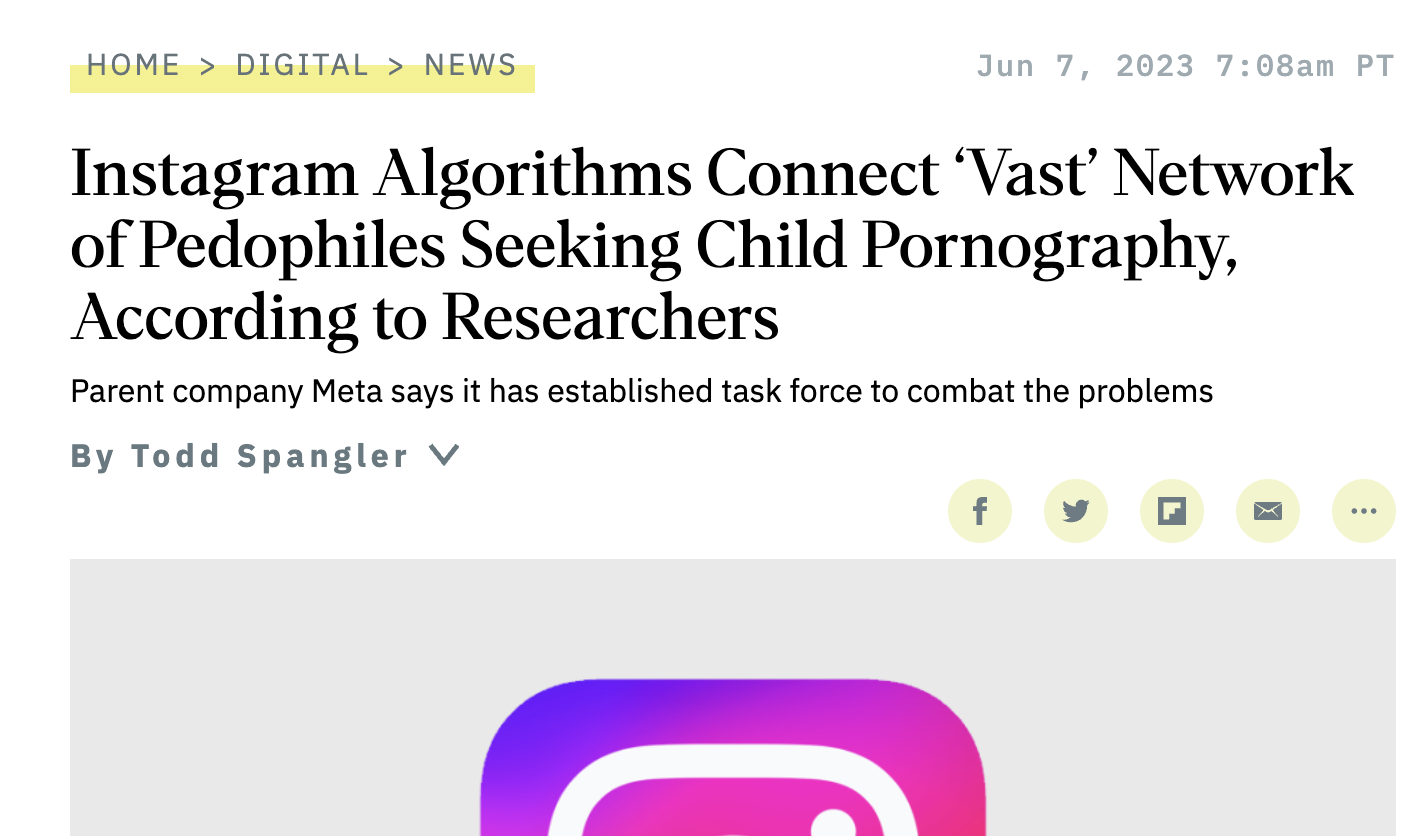 HOME > DIGITAL > NEWS
Jun 7, 2023 7:08am PT
Instagram Algorithms Connect ‘Vast’ Network
of Pedophiles Seeking Child Pornography,
According to Researchers
Parent company Meta says it has established task force to combat the problems
By Todd Spangler